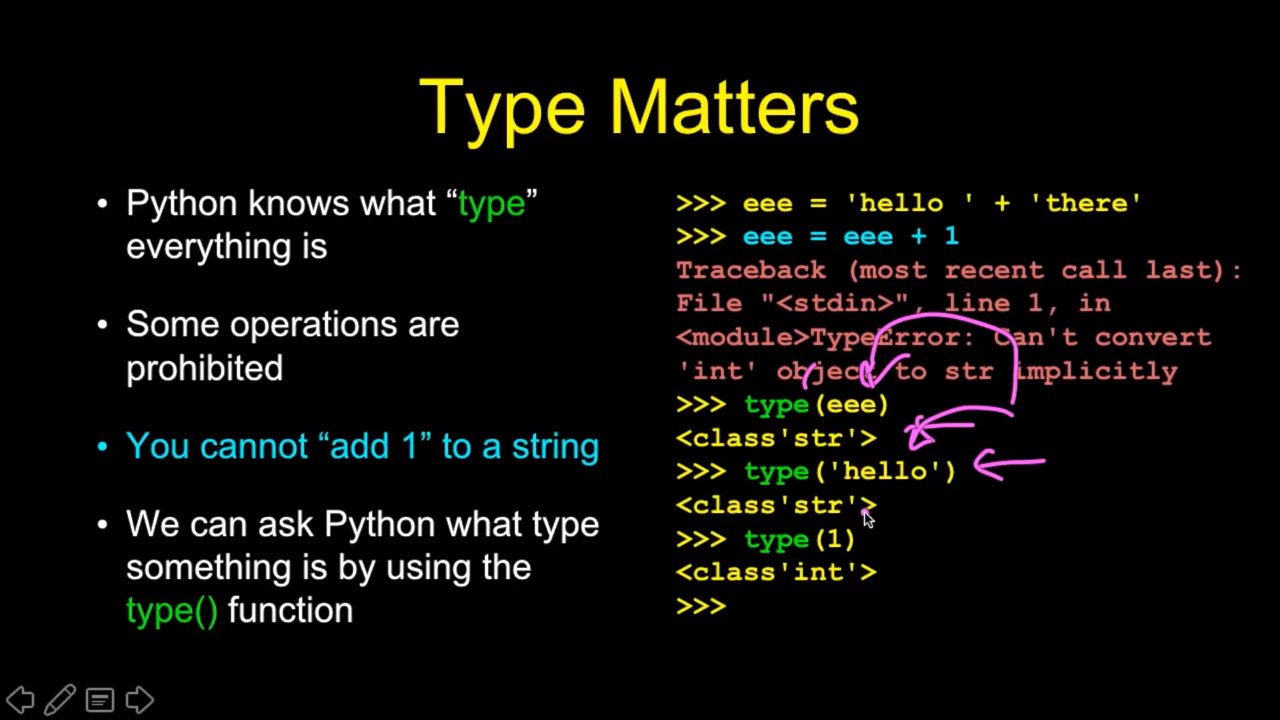 Type Matters
• Python knows what “type”
everything is
• Some operations are
prohibited
• You cannot “add 1” to a string
• We can ask Python what type
something is by using the
type() function
>>> eee = 'hello ' + 'there'
>>> eee = eee + 1
Traceback (most recent call last):
File "<stdin>", line 1, in
<module>TypeError: Can't convert
'int' object to str implicitly
>>> type(eee)
<class'str'>
>>> type('hello')
<class'str'>
>>> type(1)
<class'int'>
>>>